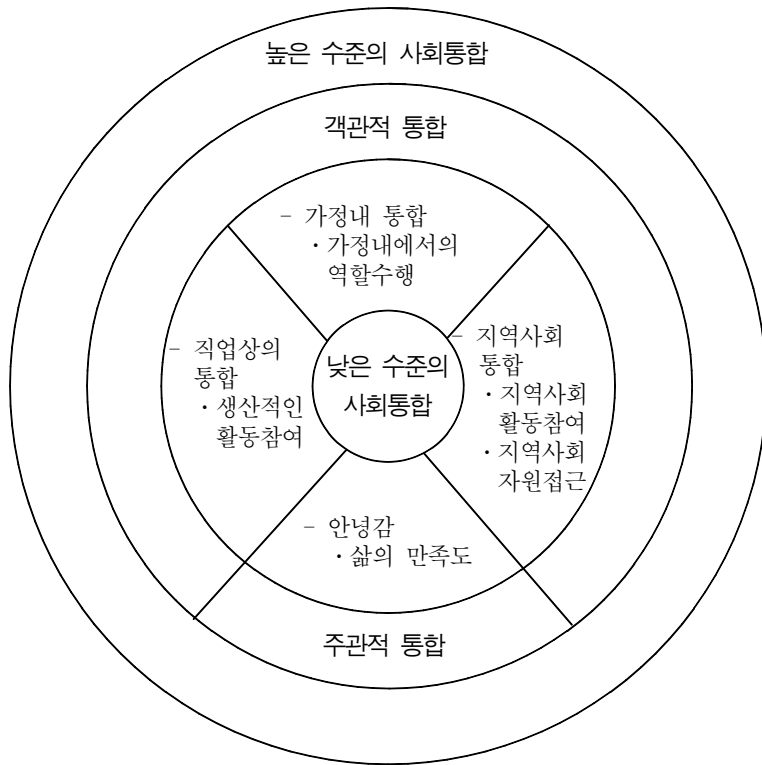 높은 수준의 사회통합
객관적 통합
- 가정내 통합
· 가정내에서의
역할수행
- 직업상의
통합
· 생산적인
활동참여
낮은 수준의
사회통합
- 지역사회
통합
· 지역사회
활동참여
· 지역사회
자원접근
- 안녕감
· 삶의 만족도
주관적 통합